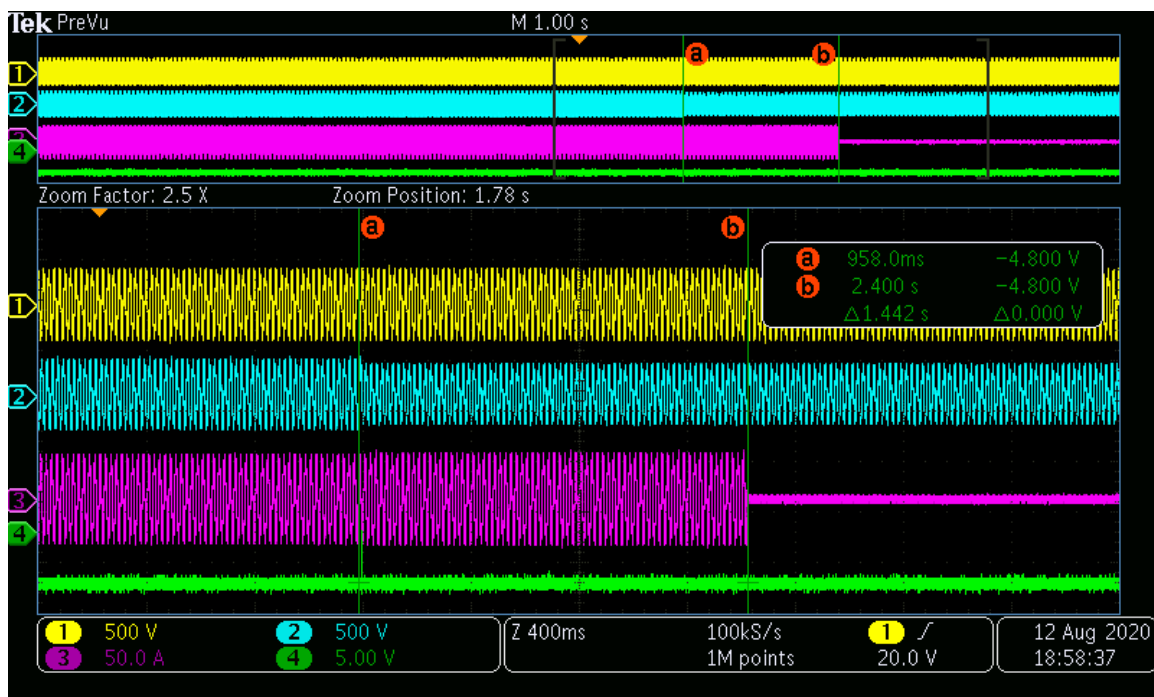 Tek PreVu M 1.00 s
a b
1
2
3
4
Zoom Factor: 2.5 X Zoom Position: 1.78 s
a b
a 958.0ms −4.800 V
b 2.400 s −4.800 V
△1.442 s △0.000 V
1
2
3
4
1 500 V 2 500 V Z 400ms 100kS/s 1 20.0 V 12 Aug 2020
3 50.0 A 4 5.00 V 1M points 18:58:37